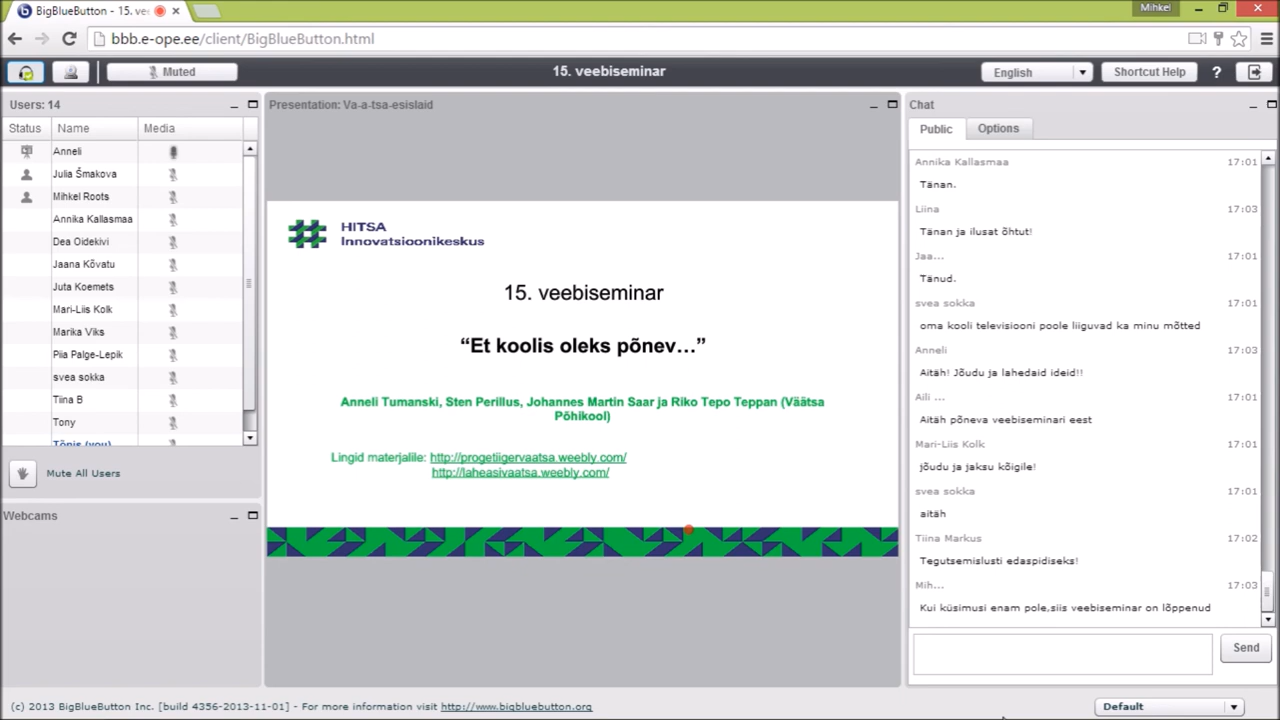 BigBlueButton - 15. ve
Mihkel
bbb.e-ope.ee/client/BigBlueButton.html
Muted
15. veebiseminar
English
Shortcut Help
?
Users: 14
Status Name Media
Anneli
Julia Šmakova
Mihkel Roots
Annika Kallasmaa
Dea Oidekivi
Jaana Kõvatu
Juta Koemets
Mari-Liis Kolk
Marika Viks
Piia Palge-Lepik
svea sokka
Tiina B
Tony
Tõnis (you)
Mute All Users
Webcams
Presentation: Va-a-tsa-esislaid
HITSA
Innovatsioonikeskus
15. veebiseminar
“Et koolis oleks põnev…”
Anneli Tumanski, Sten Perillus, Johannes Martin Saar ja Riko Tepo Teppan (Väätsa
Põhikool)
Lingid materjalile: http://progetiigervaatsa.weebly.com/
http://laheasivaatsa.weebly.com/
Chat
Public Options
Annika Kallasmaa 17:01
Tänan.
Liina 17:03
Tänan ja ilusat õhtut!
Jaa... 17:01
Tänud.
svea sokka 17:01
oma kooli televisiooni poole liiguvad ka minu mõtted
Anneli 17:03
Aitäh! Jõudu ja lahedaid ideid!!
Aili ... 17:01
Aitäh põneva veebiseminari eest
Mari-Liis Kolk 17:01
jõudu ja jaksu kõigile!
svea sokka 17:01
aitäh
Tiina Markus 17:02
Tegutsemislusti edaspidiseks!
Mih... 17:03
Kui küsimusi enam pole,siis veebiseminar on lõppenud
Send
(c) 2013 BigBlueButton Inc. [build 4356-2013-11-01] - For more information visit http://www.bigbluebutton.org
Default